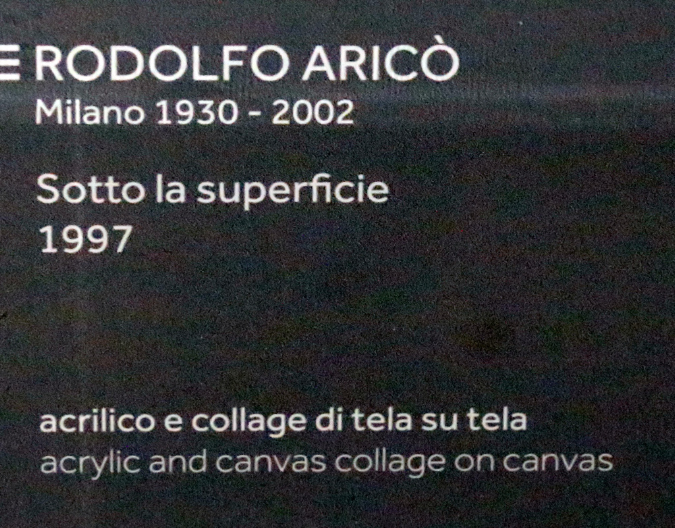 RODOLFO ARICÒ
Milano 1930 - 2002
Sotto la superficie
1997
acrilico e collage di tela su tela
acrylic and canvas collage on canvas